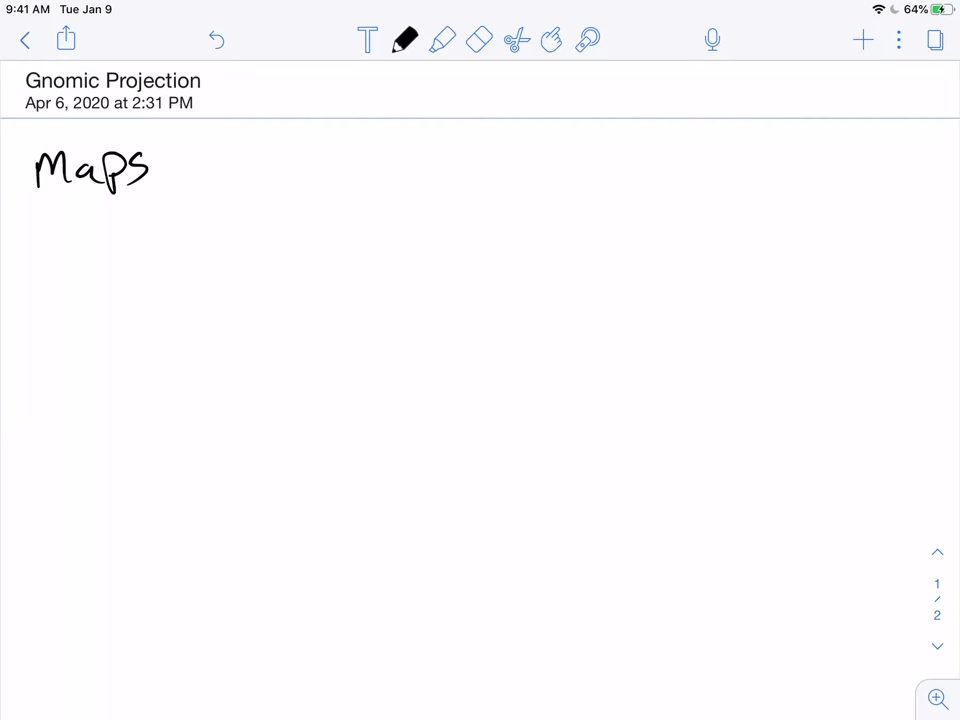 9:41 AM Tue Jan 9 64%
T
Gnomic Projection
Apr 6, 2020 at 2:31 PM
Maps
1
/
2